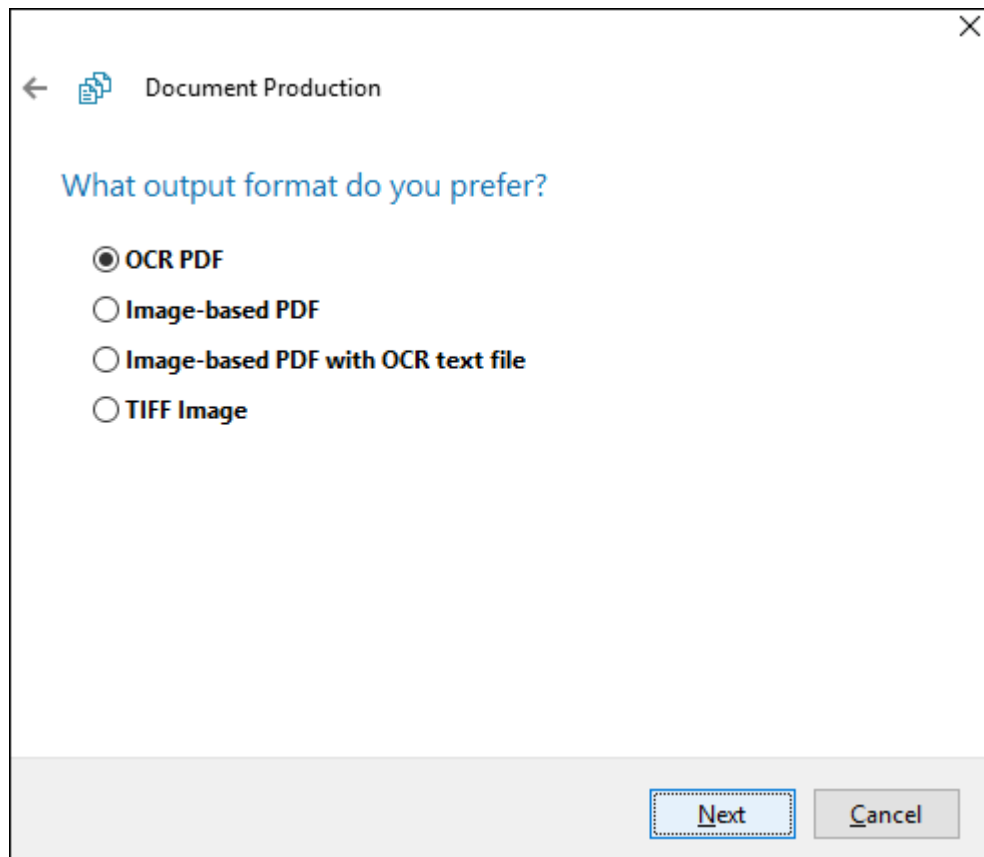 Document Production
What output format do you prefer?
OCR PDF
Image-based PDF
Image-based PDF with OCR text file
TIFF Image
Next
Cancel